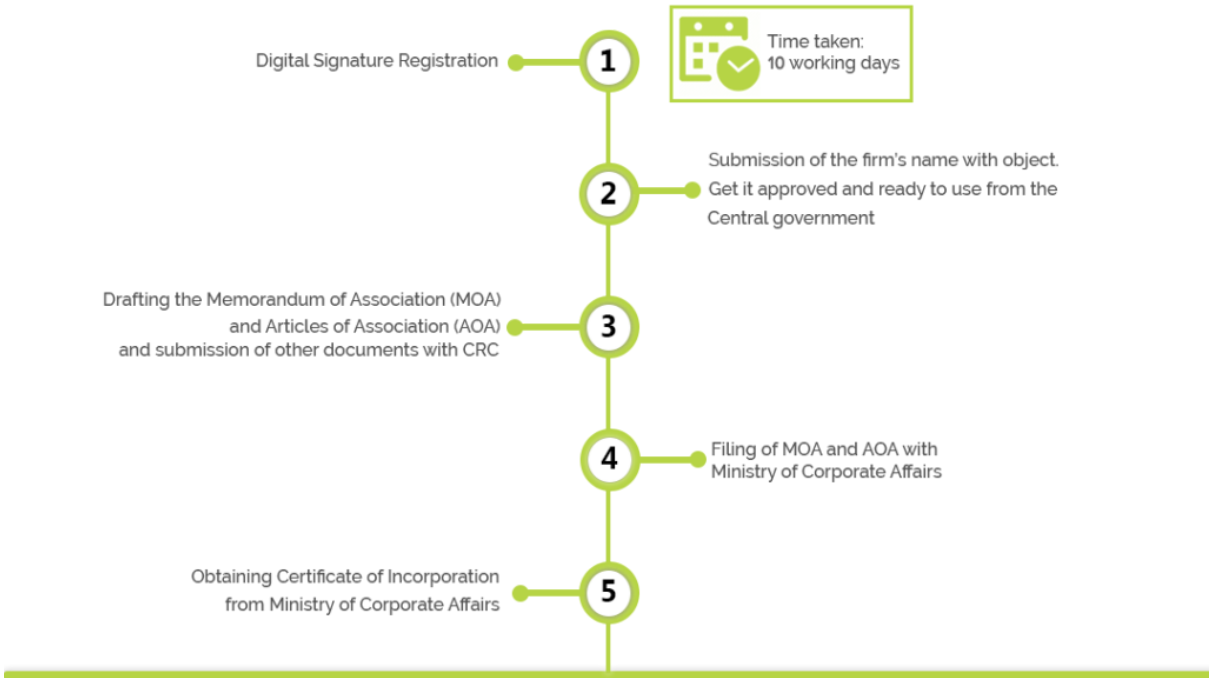 Digital Signature Registration
1
Time taken:
10 working days
2
Submission of the firm's name with object.
Get it approved and ready to use from the
Central government
Drafting the Memorandum of Association (MOA)
and Articles of Association (AOA)
and submission of other documents with CRC
3
4
Filing of MOA and AOA with
Ministry of Corporate Affairs
Obtaining Certificate of Incorporation
from Ministry of Corporate Affairs
5